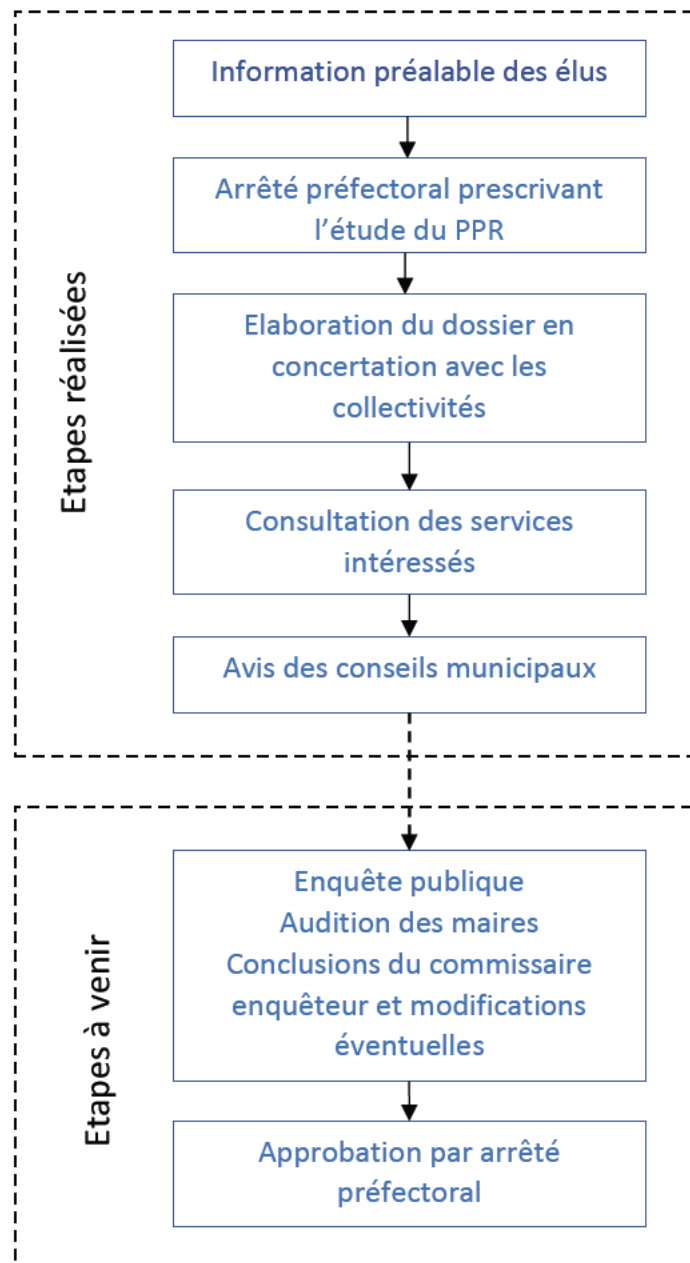 Information préalable des élus
Arrêté préfectoral prescrivant
l'étude du PPR
Elaboration du dossier en
concertation avec les
collectivités
Consultation des services
intéressés
Avis des conseils municipaux
Etapes réalisées
Enquête publique
Audition des maires
Conclusions du commissaire
enquêteur et modifications
éventuelles
Approbation par arrêté
préfectoral
Etapes à venir